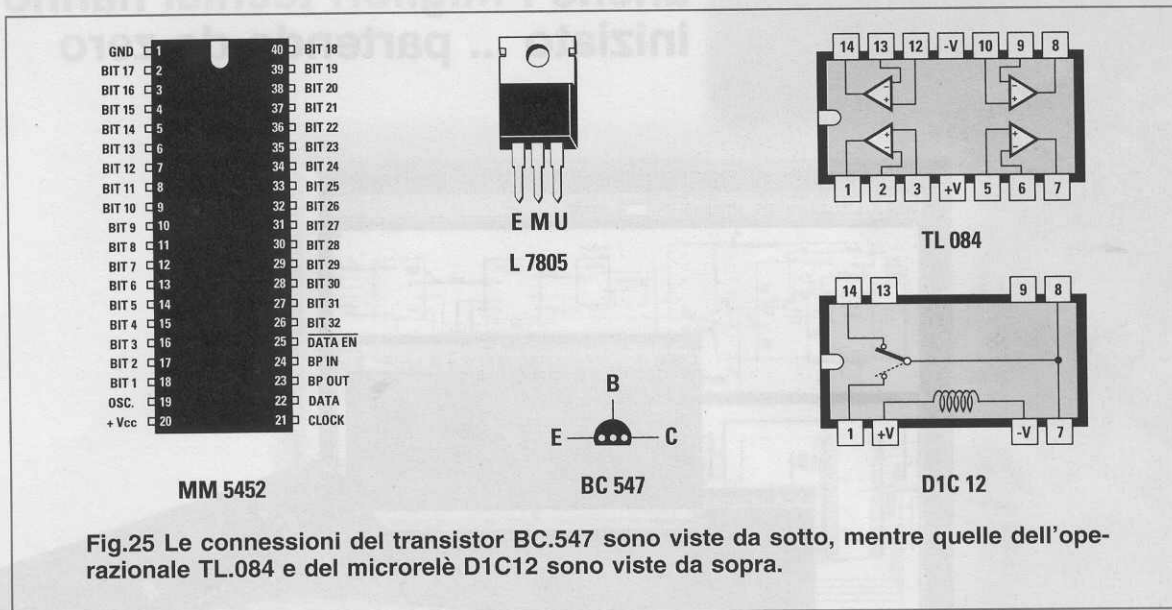 GND 1
BIT 17 2
BIT 16 3
BIT 15 4
BIT 14 5
BIT 13 6
BIT 12 7
BIT 11 8
BIT 10 9
BIT 9 10
BIT 8 11
BIT 7 12
BIT 6 13
BIT 5 14
BIT 4 15
BIT 3 16
BIT 2 17
BIT 1 18
OSC. 19
+ Vcc 20
40 BIT 18
39 BIT 19
38 BIT 20
37 BIT 21
36 BIT 22
35 BIT 23
34 BIT 24
33 BIT 25
32 BIT 26
31 BIT 27
30 BIT 28
29 BIT 29
28 BIT 30
27 BIT 31
26 BIT 32
25 DATA EN
24 BP IN
23 BP OUT
22 DATA
21 CLOCK
MM 5452
E M U
L 7805
B
E C
BC 547
14 13 12 -V 10 9 8
1 2 3 +V 5 6 7
TL 084
14 13 9 8
1 +V -V 7
D1C 12
Fig.25 Le connessioni del transistor BC.547 sono viste da sotto, mentre quelle dell'ope-
razionale TL.084 e del microrelè D1C12 sono viste da sopra.
iniziato ... partendo da zero